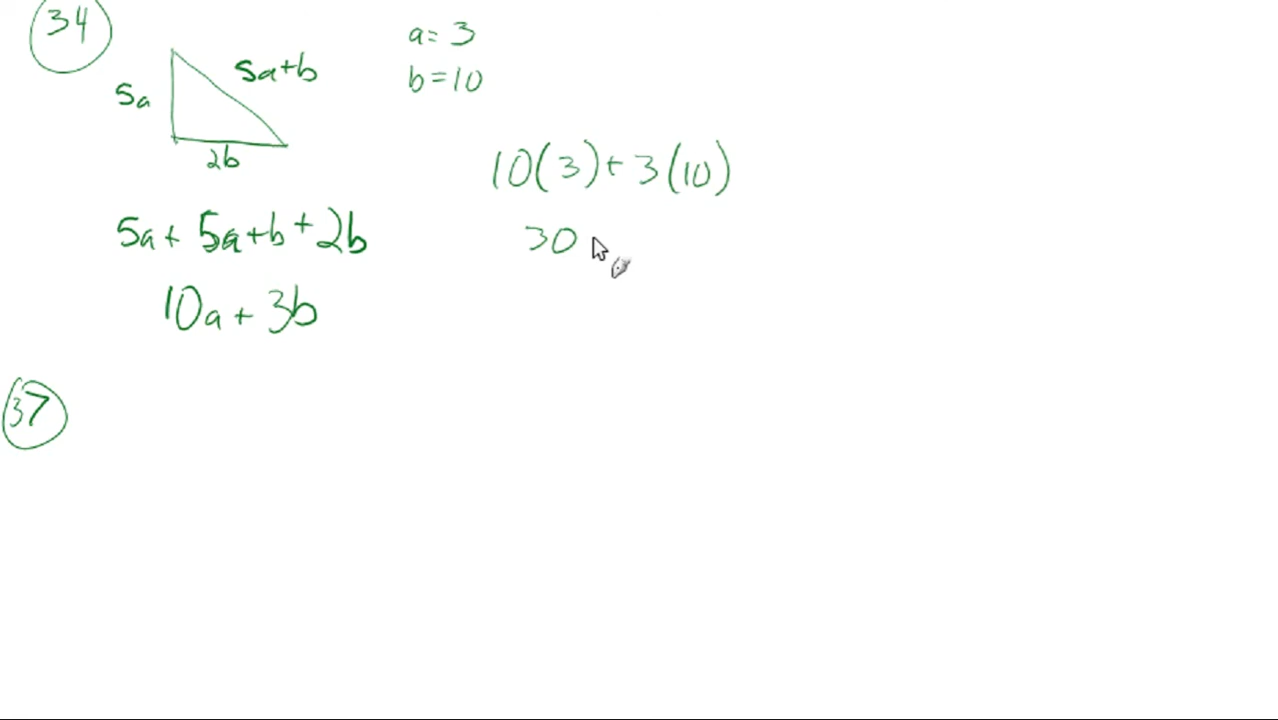 34
a = 3
5a+b
b = 10
5a
2b
10(3) + 3(10)
5a + 5a+b + 2b
30
10a + 3b
37